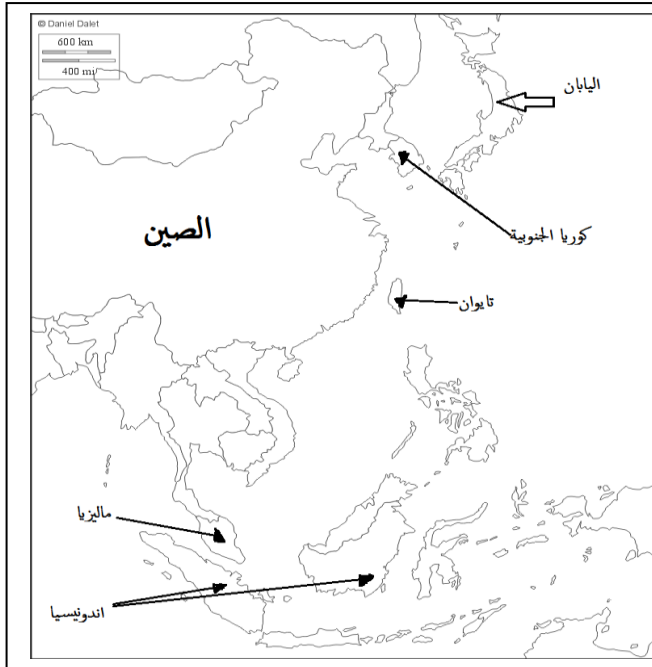 © Daniel Dalet
600 km
400 mi
اليابان
كوريا الجنوبية
الصين
تايوان
ماليزيا
اندونيسيا